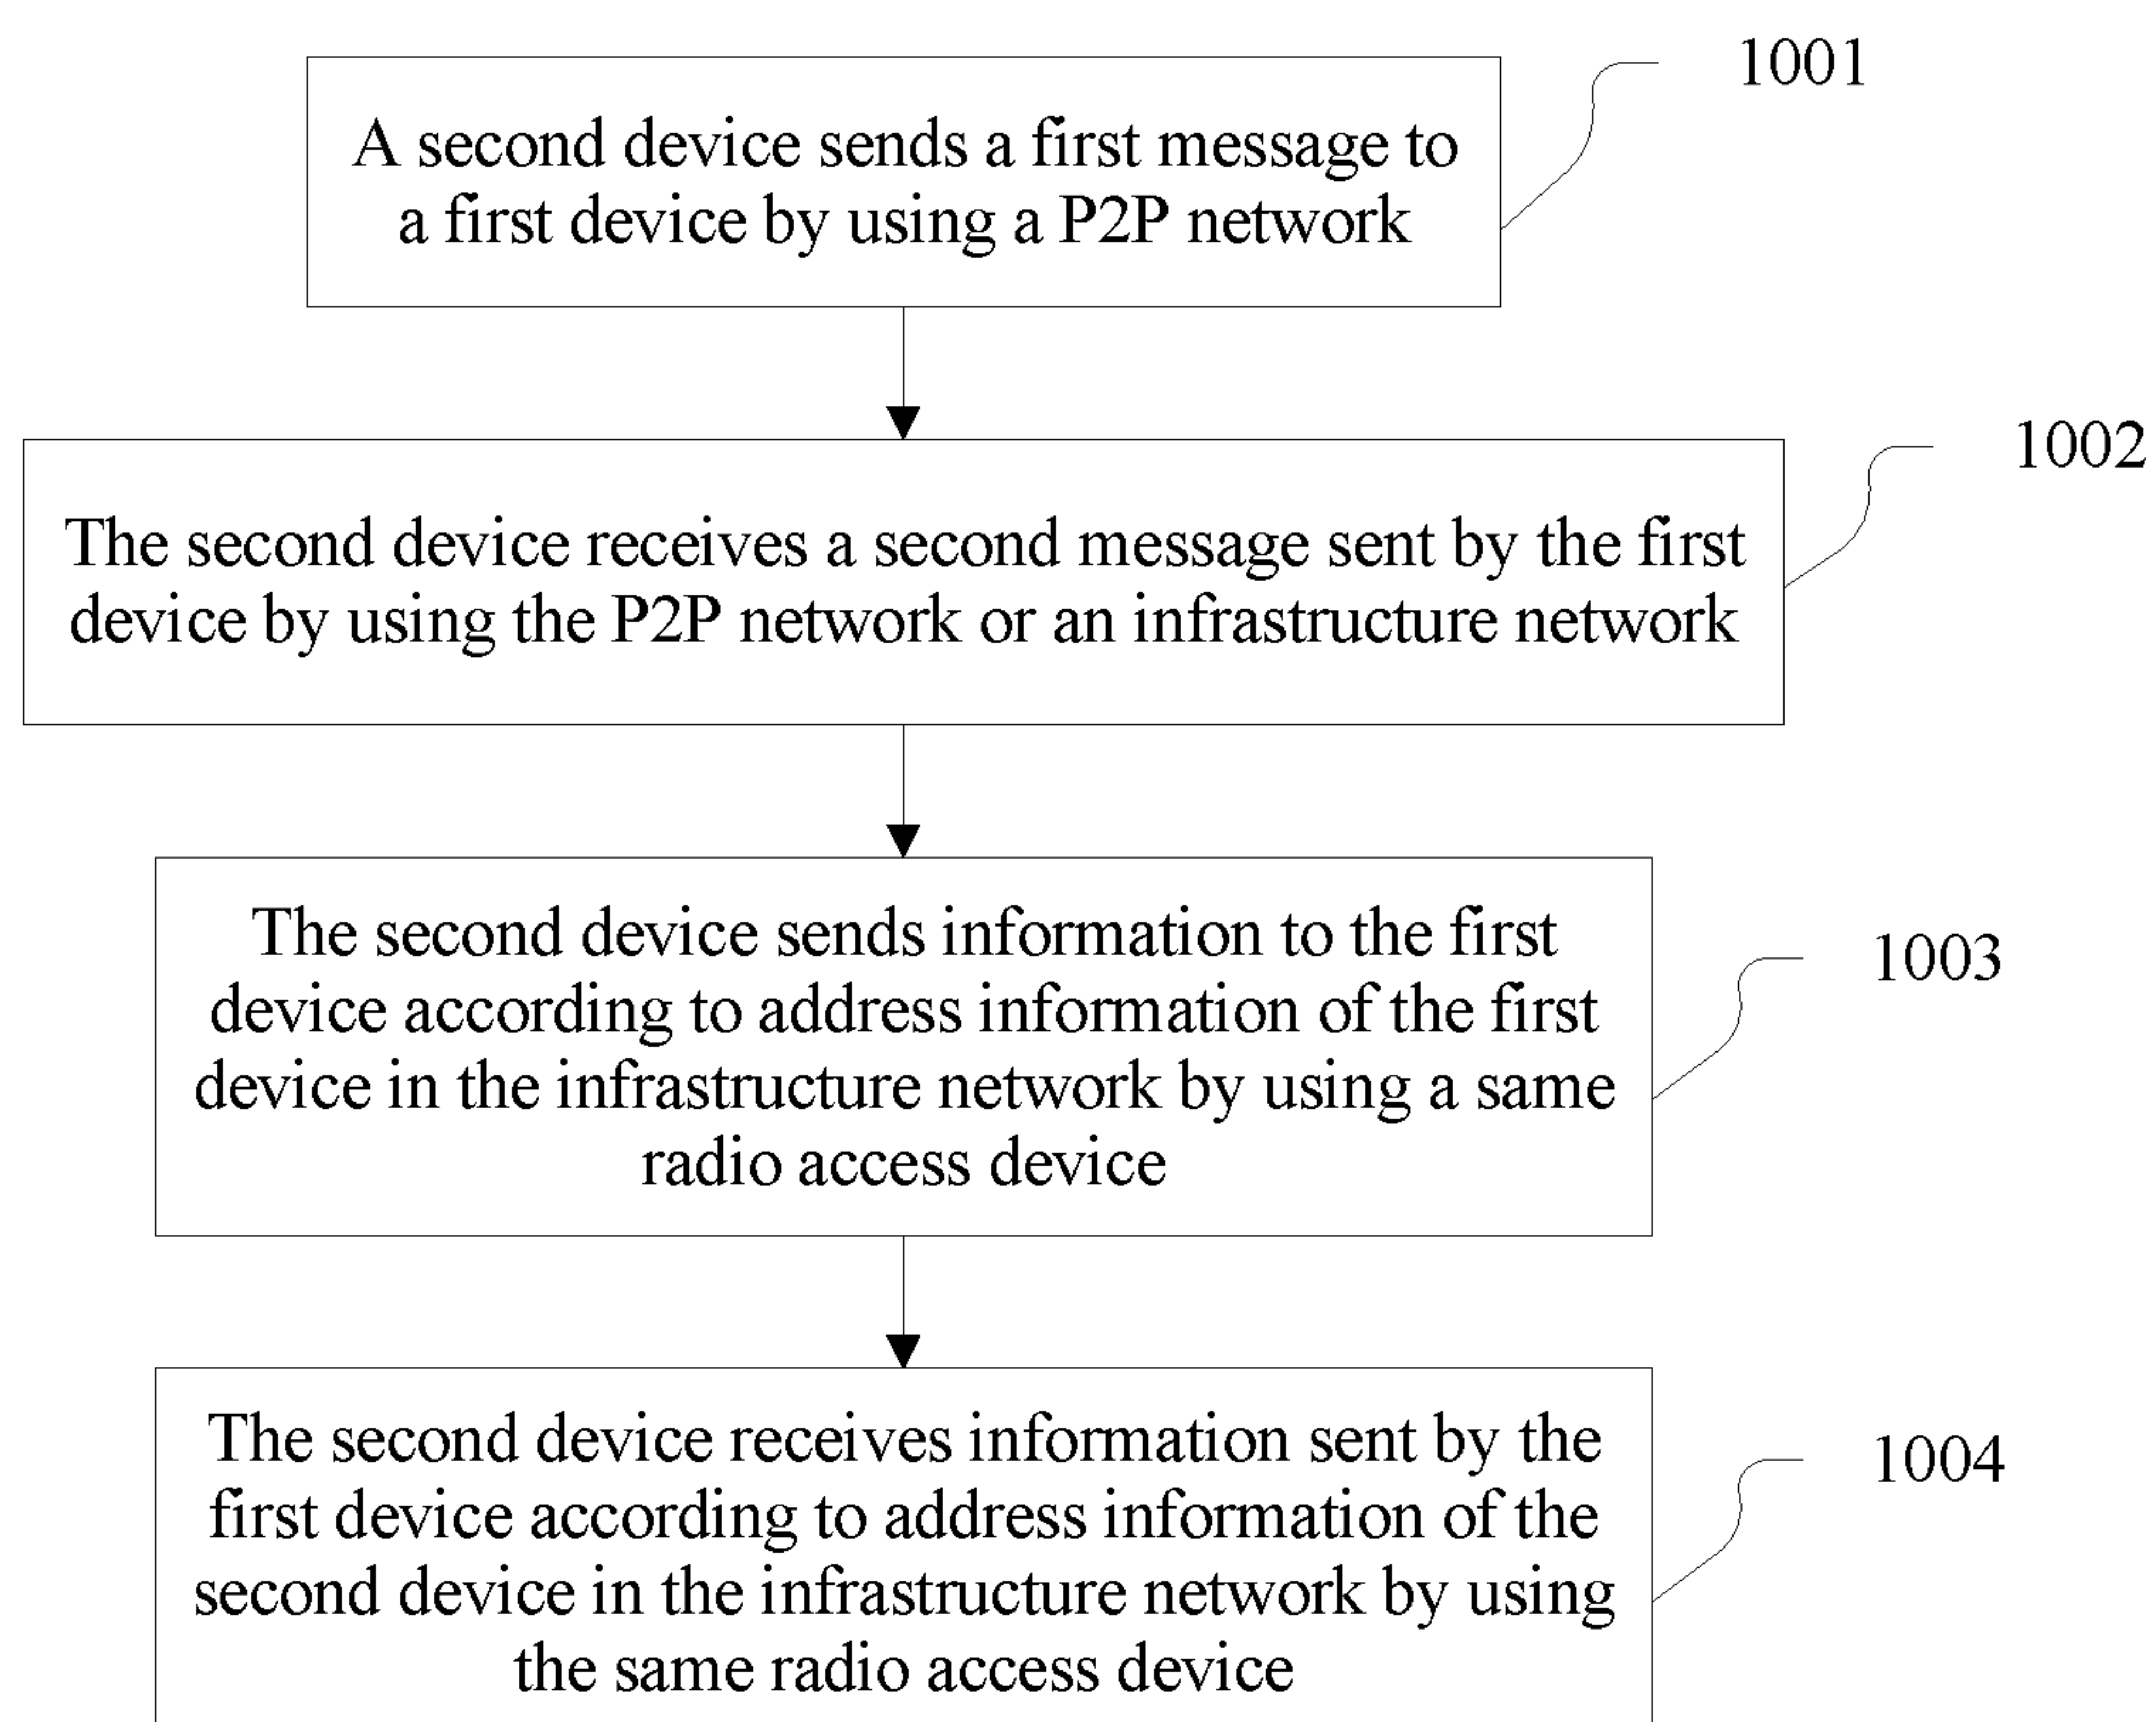 1001
A second device sends a first message to
a first device by using a P2P network
1002
The second device receives a second message sent by the first
device by using the P2P network or an infrastructure network
The second device sends information to the first
device according to address information of the first
device in the infrastructure network by using a same
radio access device
1003
The second device receives information sent by the
first device according to address information of the
second device in the infrastructure network by using
the same radio access device
1004